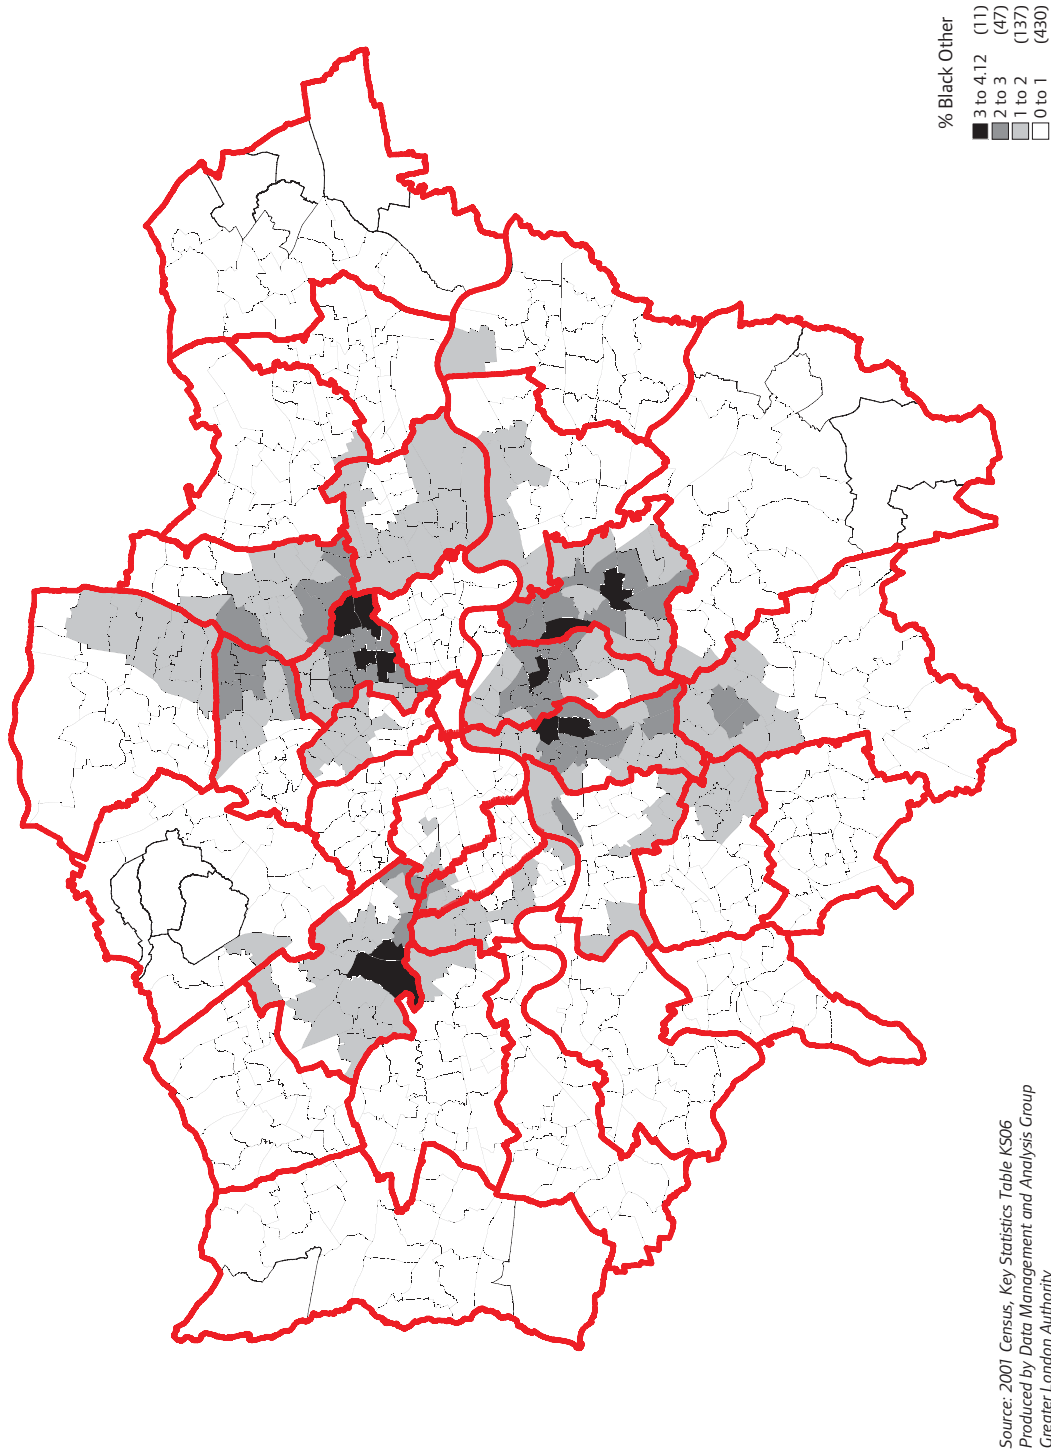 % Black Other
3 to 4.12 (11)
2 to 3 (47)
1 to 2 (137)
0 to 1 (430)
Source: 2001 Census, Key Statistics Table KS06
Produced by Data Management and Analysis Group
Greater London Authority